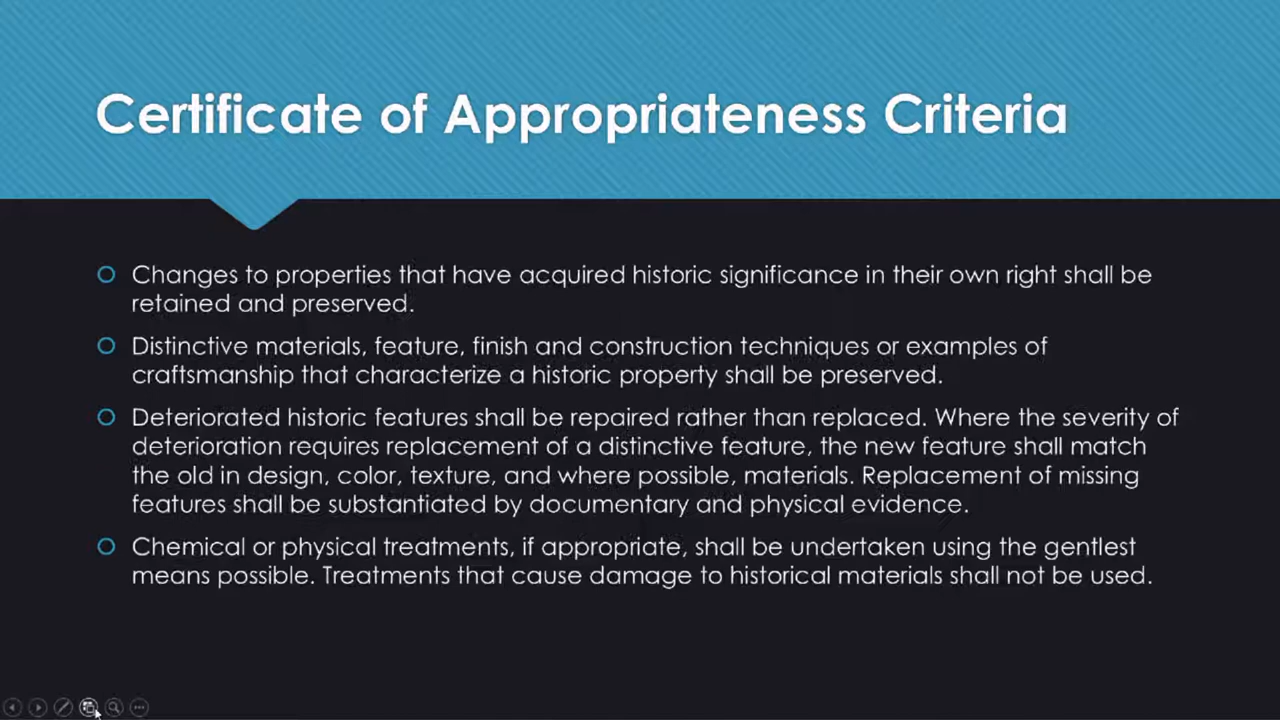 Certificate of Appropriateness Criteria
Changes to properties that have acquired historic significance in their own right shall be
retained and preserved.
Distinctive materials, feature, finish and construction techniques or examples of
craftsmanship that characterize a historic property shall be preserved.
Deteriorated historic features shall be repaired rather than replaced. Where the severity of
deterioration requires replacement of a distinctive feature, the new feature shall match
the old in design, color, texture, and where possible, materials. Replacement of missing
features shall be substantiated by documentary and physical evidence.
Chemical or physical treatments, if appropriate, shall be undertaken using the gentlest
means possible. Treatments that cause damage to historical materials shall not be used.